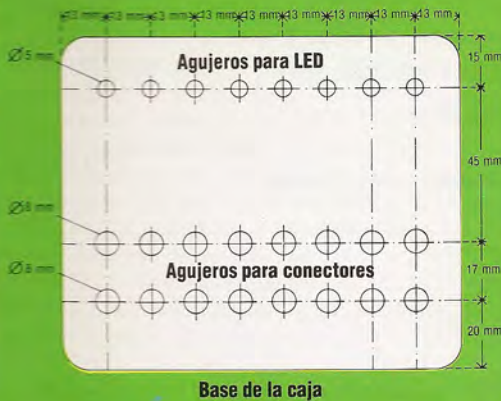 13 mm 13 mm 13 mm 13 mm 13 mm 13 mm 13 mm 13 mm 13 mm
Ø5 mm
Agujeros para LED
15 mm
45 mm
Ø8 mm
Agujeros para conectores
17 mm
Ø8 mm
20 mm
Base de la caja